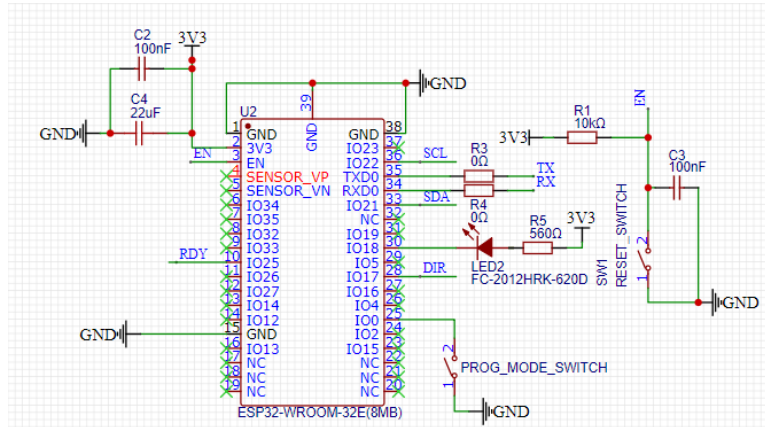 C2
100nF
3V3
C4
22uF
GND
U2
39
GND
1
GND
2
3V3
EN
3
EN
4
SENSOR_VP
5
SENSOR_VN
6
IO34
7
IO35
8
IO32
9
IO33
RDY
10
IO25
11
IO26
12
IO27
13
IO14
14
IO12
GND
15
GND
16
IO13
17
NC
18
NC
19
NC
38
GND
37
IO23
36
IO22
SCL
35
TXD0
34
RXD0
33
IO21
SDA
32
NC
31
IO19
30
IO18
29
IO5
28
IO17
DIR
27
IO16
26
IO4
25
IO0
24
IO2
23
IO15
22
NC
21
NC
20
NC
ESP32-WROOM-32E(8MB)
GND
R3
0Ω
TX
RX
R4
0Ω
R5
560Ω
3V3
LED2
FC-2012HRK-620D
2
1
PROG_MODE_SWITCH
GND
EN
R1
10kΩ
3V3
C3
100nF
SW1
RESET_SWITCH
2
1
GND